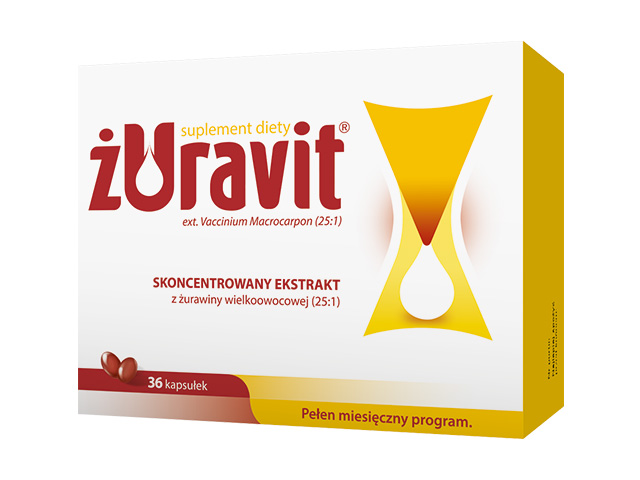 suplement diety
żuravit®
ext. Vaccinium Macrocarpon (25:1)
SKONCENTROWANY EKSTRAKT
z żurawiny wielkoowocowej (25:1)
36 kapsułek
Pełen miesięczny program.